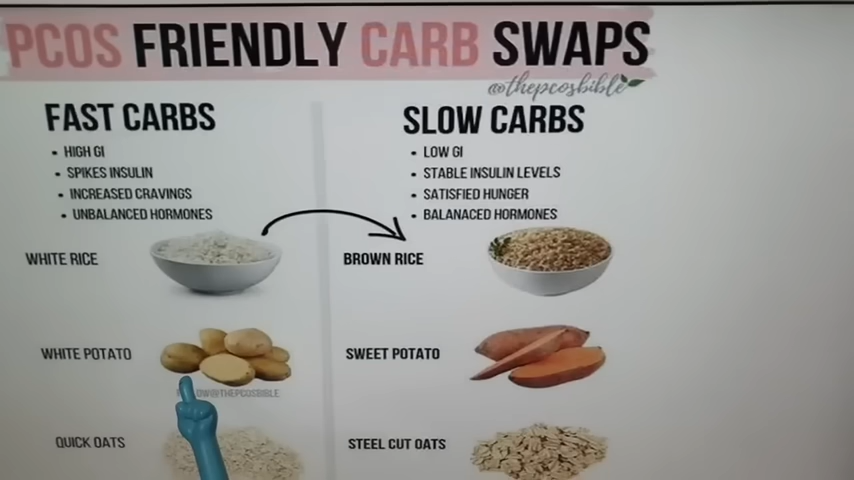 PCOS FRIENDLY CARB SWAPS
@thepcosbible
FAST CARBS
• HIGH GI
• SPIKES INSULIN
• INCREASED CRAVINGS
• UNBALANCED HORMONES
SLOW CARBS
• LOW GI
• STABLE INSULIN LEVELS
• SATISFIED HUNGER
• BALANACED HORMONES
WHITE RICE
BROWN RICE
WHITE POTATO
SWEET POTATO
@THEPCOSBIBLE
QUICK OATS
STEEL CUT OATS